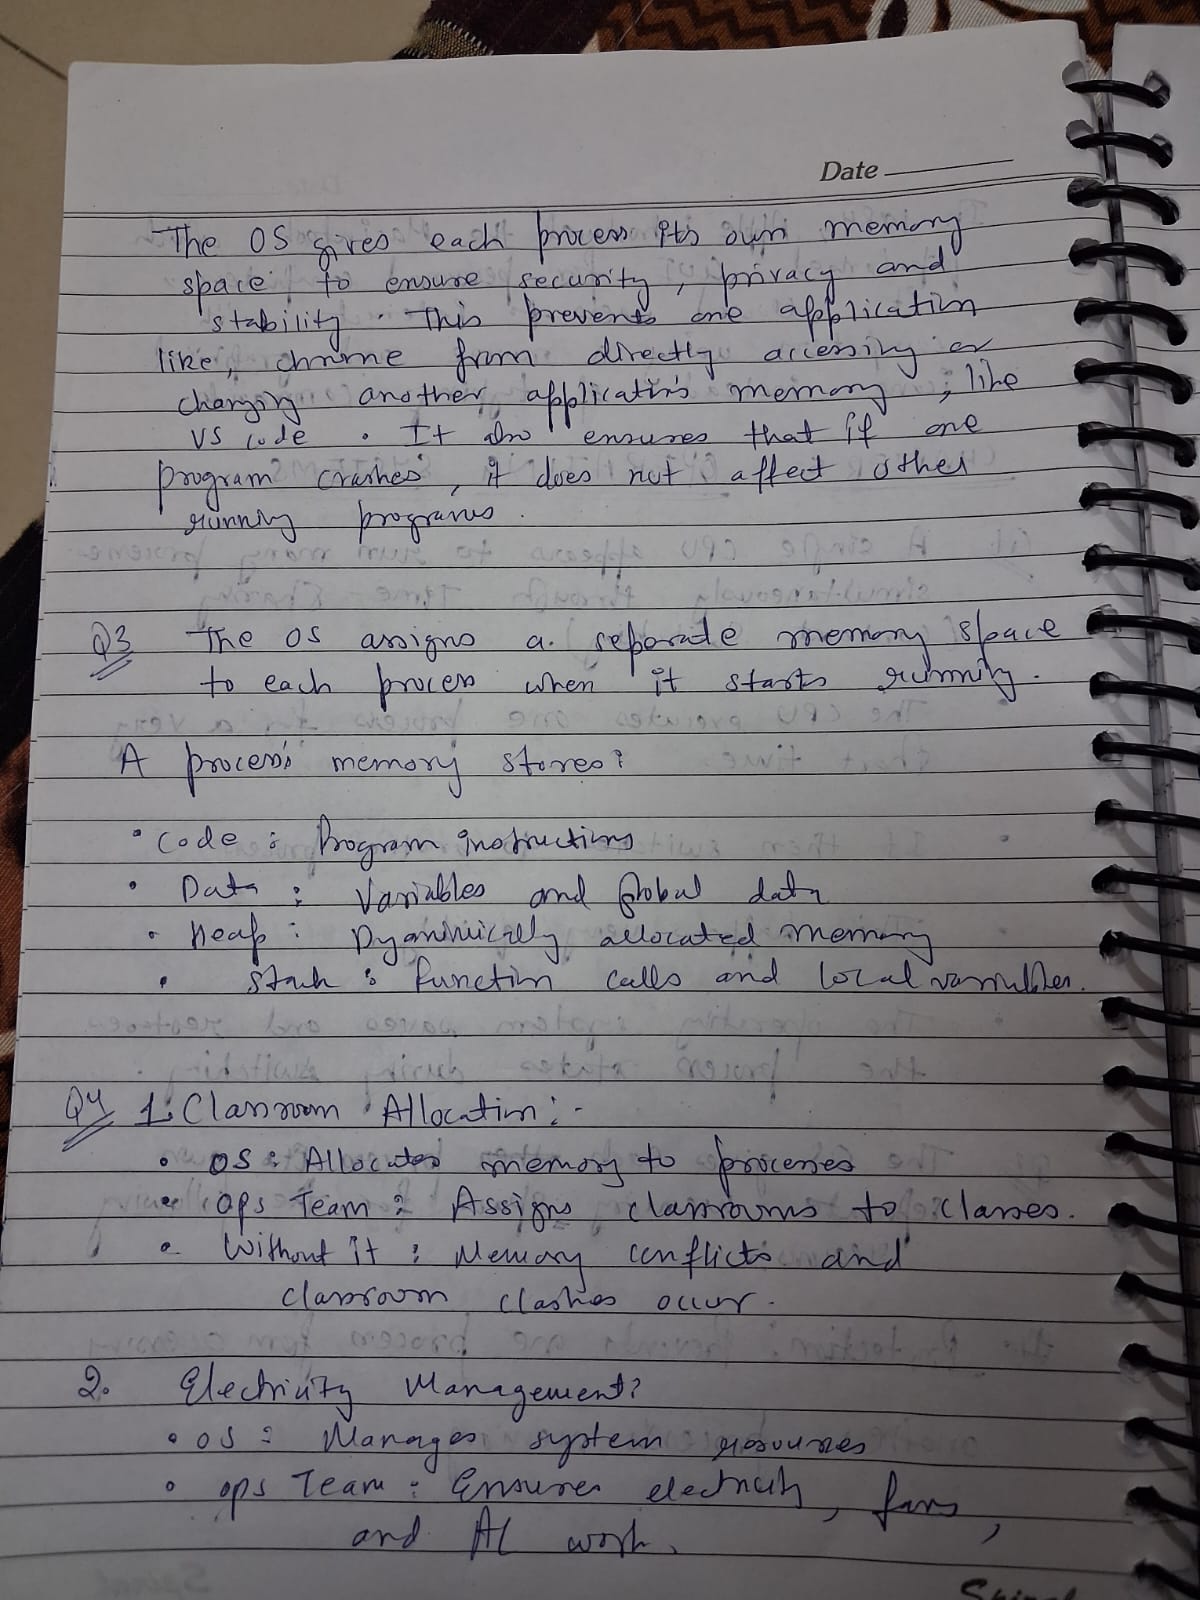 Date
The OS gives each process its own memory
space to ensure security, privacy and
stability. This prevents one application
like, chrome from directly accessing or
changing another application's memory, like
VS code. It also ensures that if one
program crashes, it does not affect other
running programs.
Q3 The OS assigns a separate memory space
to each process when it starts running.
A process's memory stores:
• Code : Program instructions
• Data : Variables and global data
• Heap : Dynamically allocated memory
• Stack : function calls and local variables.
Q4 1. Classroom Allocation:-
• OS : Allocates memory to processes
• Ops Team : Assigns classrooms to classes.
• Without it : Memory conflicts and
classroom clashes occur.
2. Electricity Management:
• OS : Manages system resources
• Ops Team : Ensures electricity, fans,
and AC work.